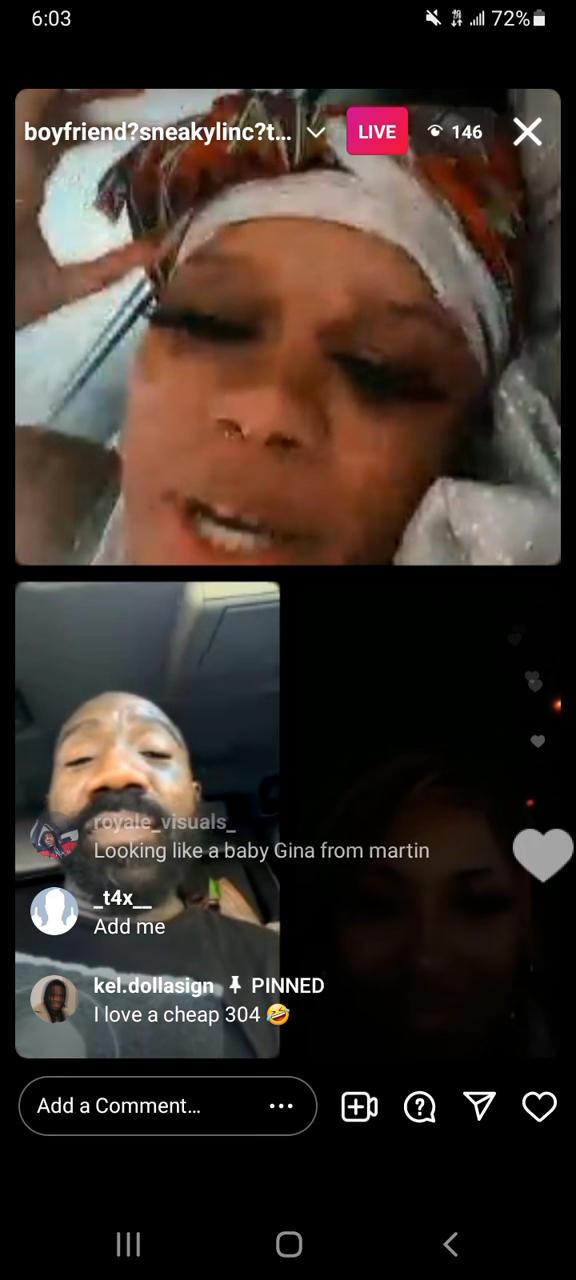 6:03
72%
boyfriend?sneakylinc?t... LIVE 146
royale_visuals_
Looking like a baby Gina from martin
_t4x__
Add me
kel.dollasign PINNED
I love a cheap 304 🤣
Add a Comment...